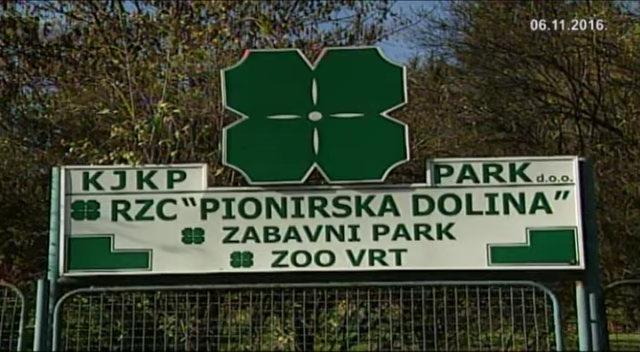 06.11.2016.
KJKP PARK d.o.o.
RZC "PIONIRSKA DOLINA"
ZABAVNI PARK
ZOO VRT